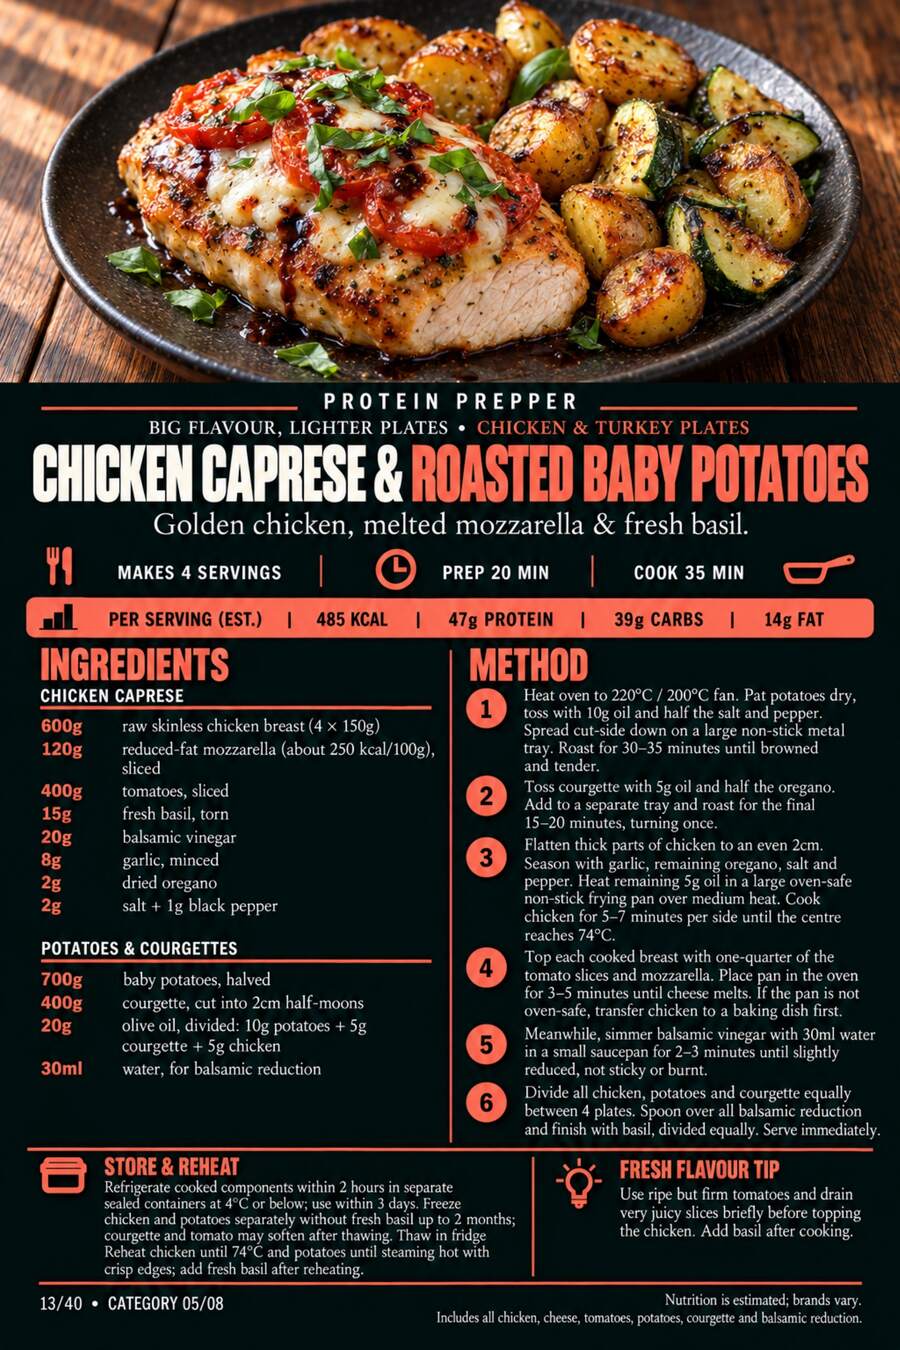 PROTEIN PREPPER
BIG FLAVOUR, LIGHTER PLATES • CHICKEN & TURKEY PLATES
CHICKEN CAPRESE & ROASTED BABY POTATOES
Golden chicken, melted mozzarella & fresh basil.
MAKES 4 SERVINGS | PREP 20 MIN | COOK 35 MIN
PER SERVING (EST.) | 485 KCAL | 47g PROTEIN | 39g CARBS | 14g FAT
INGREDIENTS
CHICKEN CAPRESE
600g raw skinless chicken breast (4 × 150g)
120g reduced-fat mozzarella (about 250 kcal/100g),
sliced
400g tomatoes, sliced
15g fresh basil, torn
20g balsamic vinegar
8g garlic, minced
2g dried oregano
2g salt + 1g black pepper
POTATOES & COURGETTES
700g baby potatoes, halved
400g courgette, cut into 2cm half-moons
20g olive oil, divided: 10g potatoes + 5g
courgette + 5g chicken
30ml water, for balsamic reduction
METHOD
1 Heat oven to 220°C / 200°C fan. Pat potatoes dry,
toss with 10g oil and half the salt and pepper.
Spread cut-side down on a large non-stick metal
tray. Roast for 30–35 minutes until browned
and tender.
2 Toss courgette with 5g oil and half the oregano.
Add to a separate tray and roast for the final
15–20 minutes, turning once.
3 Flatten thick parts of chicken to an even 2cm.
Season with garlic, remaining oregano, salt and
pepper. Heat remaining 5g oil in a large oven-safe
non-stick frying pan over medium heat. Cook
chicken for 5–7 minutes per side until the centre
reaches 74°C.
4 Top each cooked breast with one-quarter of the
tomato slices and mozzarella. Place pan in the oven
for 3–5 minutes until cheese melts. If the pan is not
oven-safe, transfer chicken to a baking dish first.
5 Meanwhile, simmer balsamic vinegar with 30ml water
in a small saucepan for 2–3 minutes until slightly
reduced, not sticky or burnt.
6 Divide all chicken, potatoes and courgette equally
between 4 plates. Spoon over all balsamic reduction
and finish with basil, divided equally. Serve immediately.
STORE & REHEAT
Refrigerate cooked components within 2 hours in separate
sealed containers at 4°C or below; use within 3 days. Freeze
chicken and potatoes separately without fresh basil up to 2 months;
courgette and tomato may soften after thawing. Thaw in fridge
Reheat chicken until 74°C and potatoes until steaming hot with
crisp edges; add fresh basil after reheating.
FRESH FLAVOUR TIP
Use ripe but firm tomatoes and drain
very juicy slices briefly before topping
the chicken. Add basil after cooking.
13/40 • CATEGORY 05/08
Nutrition is estimated; brands vary.
Includes all chicken, cheese, tomatoes, potatoes, courgette and balsamic reduction.